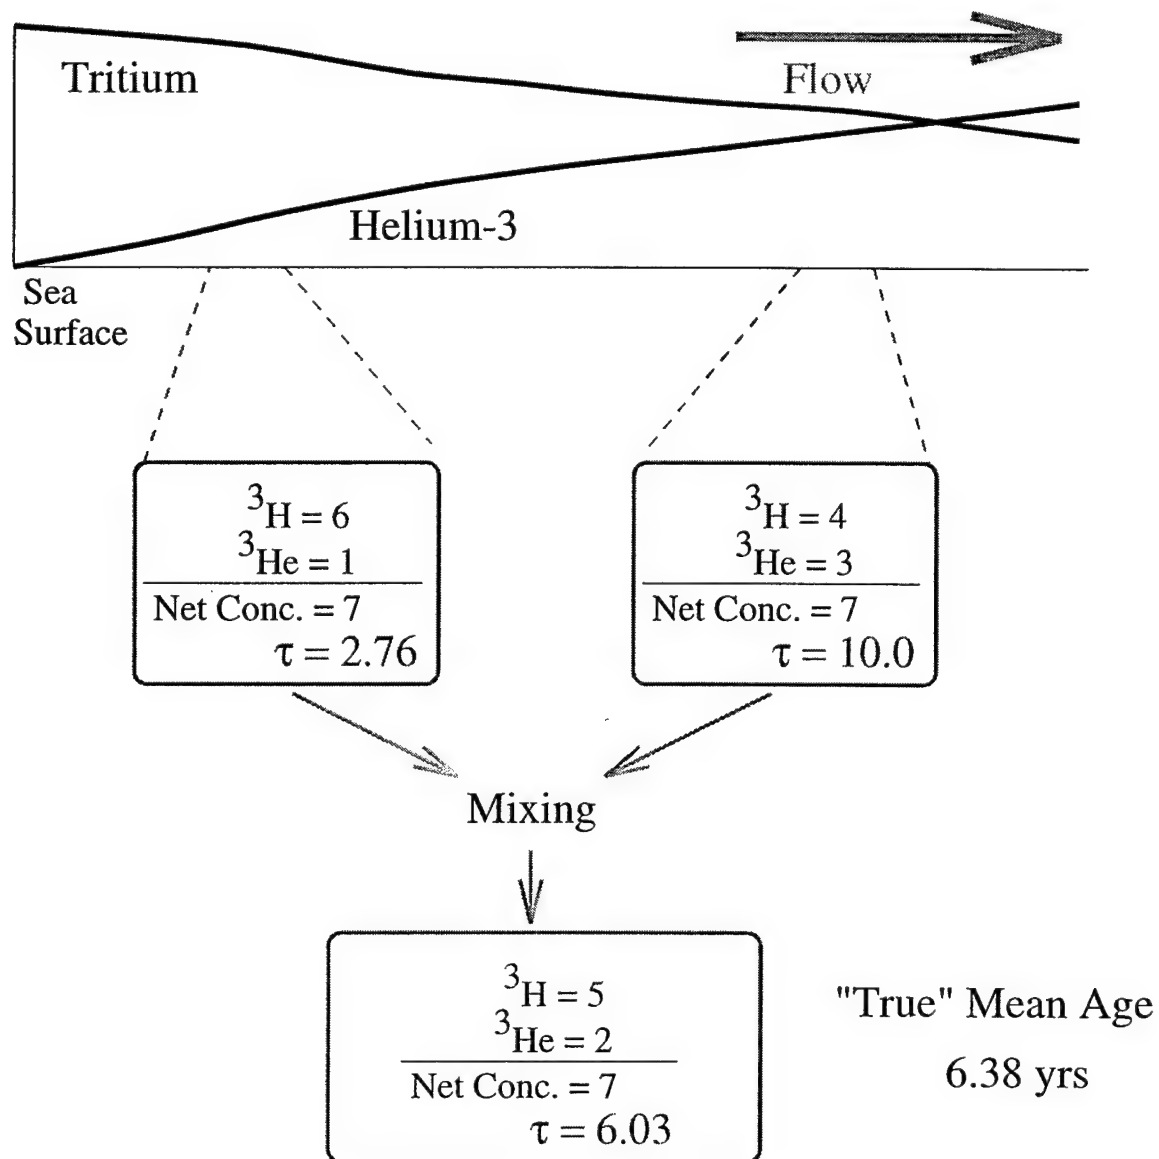 Tritium
Flow
Helium-3
Sea
Surface
³H = 6
³He = 1
Net Conc. = 7
τ = 2.76
³H = 4
³He = 3
Net Conc. = 7
τ = 10.0
Mixing
³H = 5
³He = 2
Net Conc. = 7
τ = 6.03
"True" Mean Age
6.38 yrs